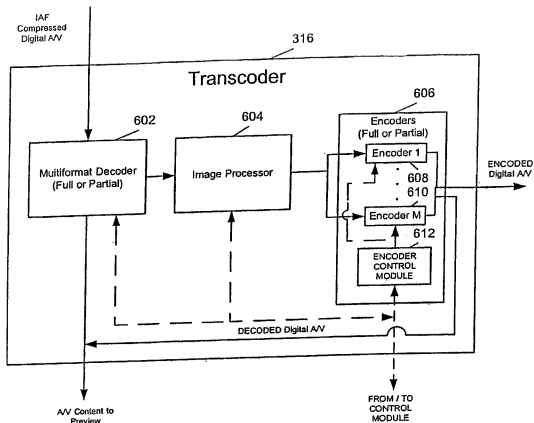 IAF
Compressed
Digital A/V
316
Transcoder
602
604
606
Multiformat Decoder
(Full or Partial)
Image Processor
Encoders
(Full or Partial)
Encoder 1
608
ENCODED
Digital A/V
610
Encoder M
612
ENCODER
CONTROL
MODULE
DECODED Digital A/V
A/V Content to
Preview
FROM / TO
CONTROL
MODULE